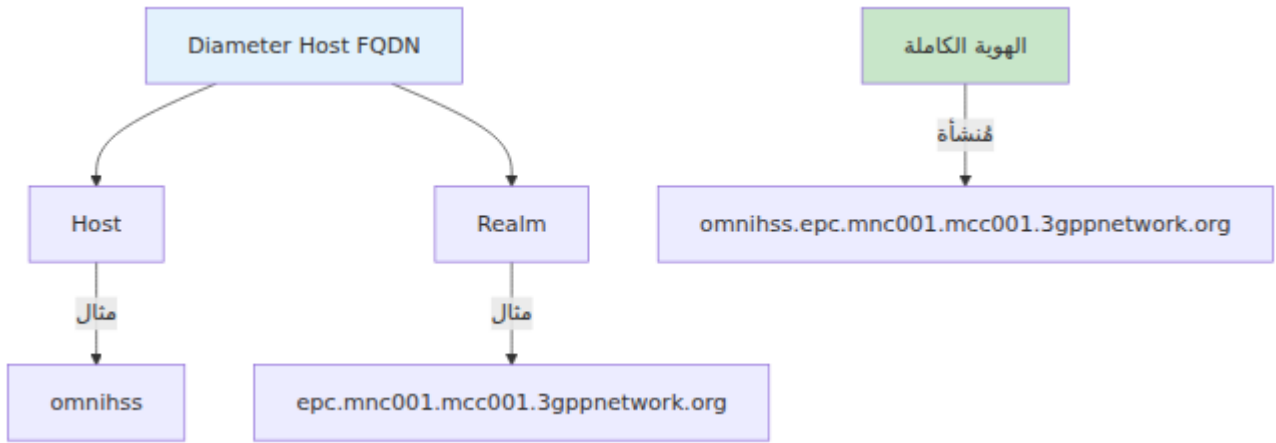 Diameter Host FQDN
الهوية الكاملة
مُنشأة
Host
Realm
omnihss.epc.mnc001.mcc001.3gppnetwork.org
مثال
مثال
omnihss
epc.mnc001.mcc001.3gppnetwork.org